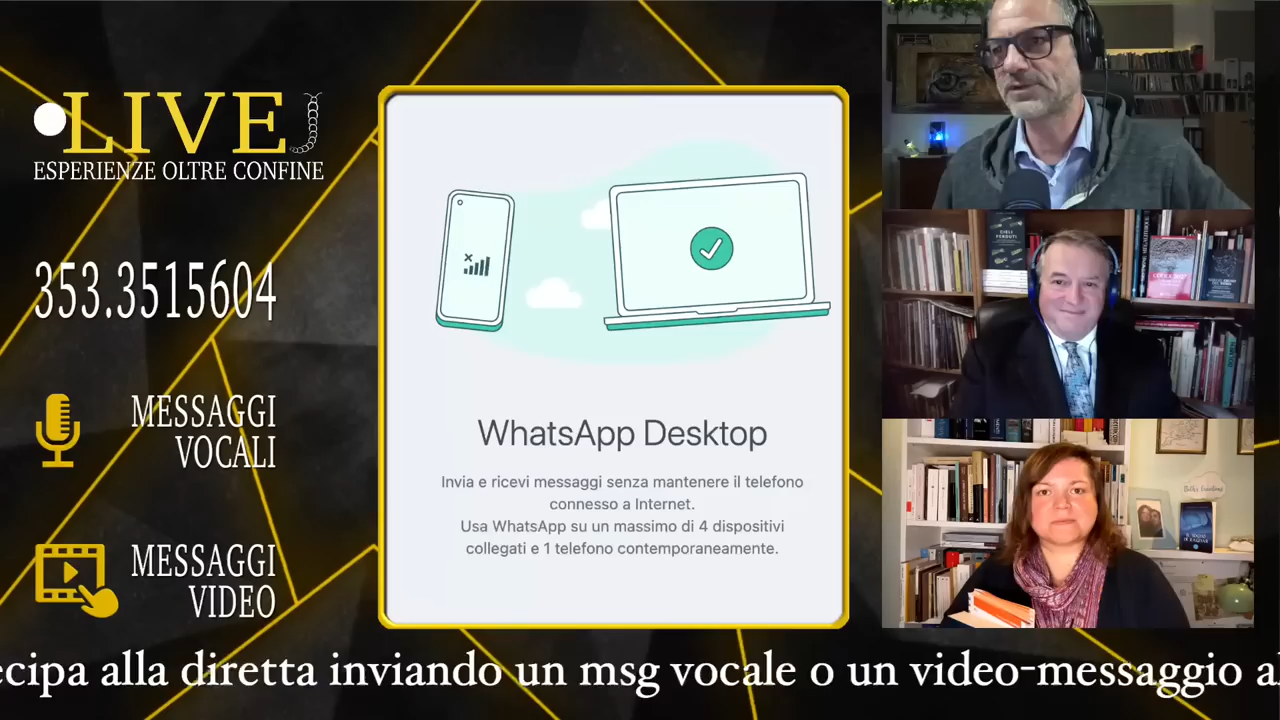 LIVE
ESPERIENZE OLTRE CONFINE
353.3515604
MESSAGGI
VOCALI
MESSAGGI
VIDEO
WhatsApp Desktop
Invia e ricevi messaggi senza mantenere il telefono
connesso a Internet.
Usa WhatsApp su un massimo di 4 dispositivi
collegati e 1 telefono contemporaneamente.
CIELI
PERDUTI
ecipa alla diretta inviando un msg vocale o un video-messaggio al